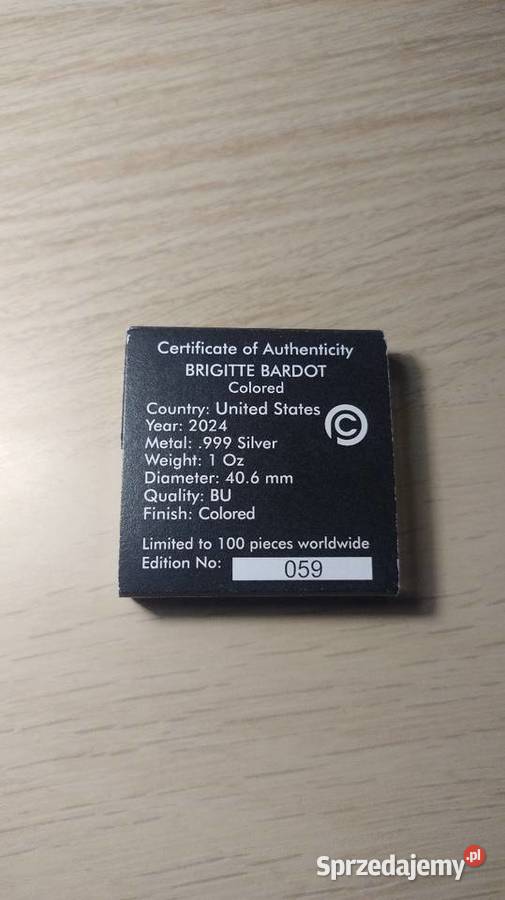 Certificate of Authenticity
BRIGITTE BARDOT
Colored
Country: United States
Year: 2024
Metal: .999 Silver
Weight: 1 Oz
Diameter: 40.6 mm
Quality: BU
Finish: Colored
Limited to 100 pieces worldwide
Edition No: 059
Sprzedajemy.pl